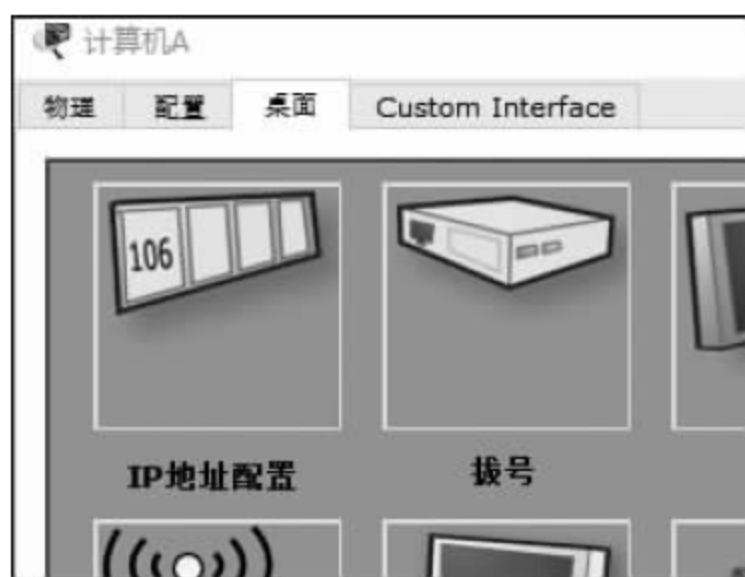 计算机A
物理 配置 桌面 Custom Interface
106
IP地址配置 拔号